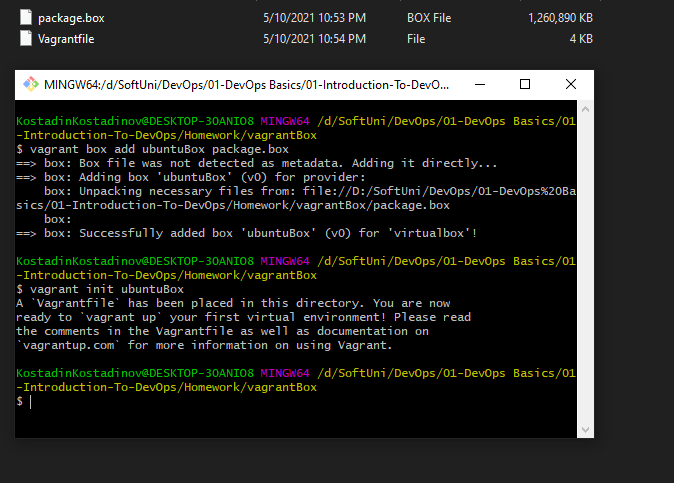 package.box 5/10/2021 10:53 PM BOX File 1,260,890 KB
Vagrantfile 5/10/2021 10:54 PM File 4 KB
MINGW64:/d/SoftUni/DevOps/01-DevOps Basics/01-Introduction-To-DevO...
KostadinKostadinov@DESKTOP-3OANIO8 MINGW64 /d/SoftUni/DevOps/01-DevOps Basics/01
-Introduction-To-DevOps/Homework/vagrantBox
$ vagrant box add ubuntuBox package.box
==> box: Box file was not detected as metadata. Adding it directly...
==> box: Adding box 'ubuntuBox' (v0) for provider:
box: Unpacking necessary files from: file://D:/SoftUni/DevOps/01-DevOps%20Ba
sics/01-Introduction-To-DevOps/Homework/vagrantBox/package.box
box:
==> box: Successfully added box 'ubuntuBox' (v0) for 'virtualbox'!
KostadinKostadinov@DESKTOP-3OANIO8 MINGW64 /d/SoftUni/DevOps/01-DevOps Basics/01
-Introduction-To-DevOps/Homework/vagrantBox
$ vagrant init ubuntuBox
A `Vagrantfile` has been placed in this directory. You are now
ready to `vagrant up` your first virtual environment! Please read
the comments in the Vagrantfile as well as documentation on
`vagrantup.com` for more information on using Vagrant.
KostadinKostadinov@DESKTOP-3OANIO8 MINGW64 /d/SoftUni/DevOps/01-DevOps Basics/01
-Introduction-To-DevOps/Homework/vagrantBox
$